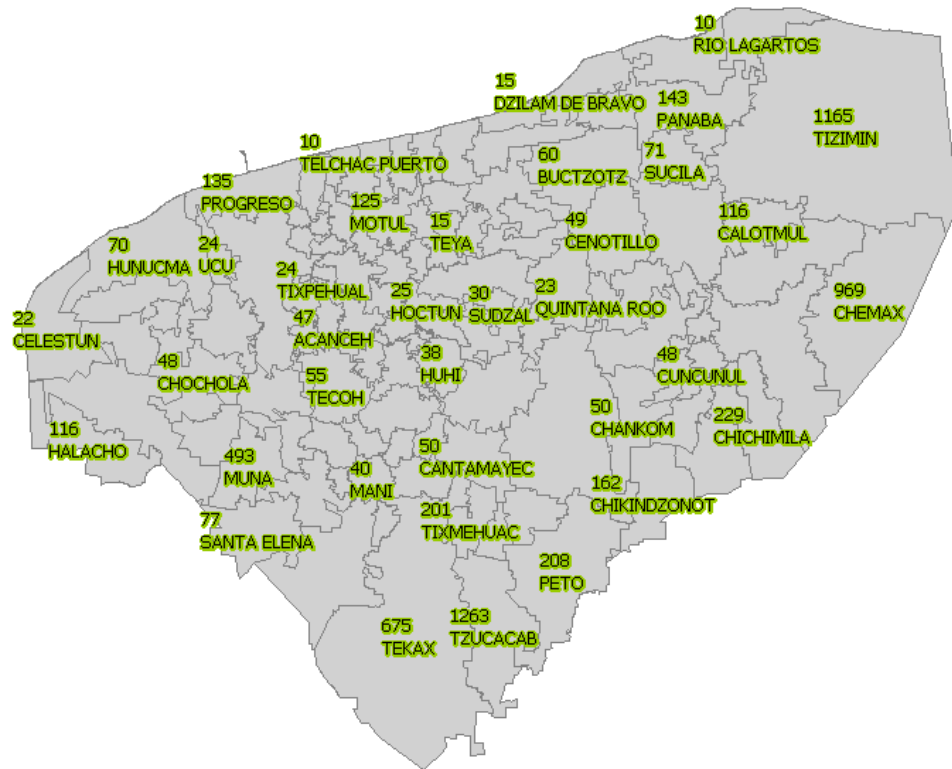 10
RIO LAGARTOS
15
DZILAM DE BRAVO
143
PANABA
1165
TIZIMIN
10
TELCHAC PUERTO
60
BUCTZOTZ
71
SUCILA
135
PROGRESO
125
MOTUL
15
TEYA
49
CENOTILLO
116
CALOTMUL
70
HUNUCMA
24
UCU
24
TIXPEHUAL
25
HOCTUN
30
SUDZAL
23
QUINTANA ROO
969
CHEMAX
22
CELESTUN
47
ACANCEH
48
CHOCHOLA
38
HUHI
48
CUNCUNUL
55
TECOH
50
CHANKOM
229
CHICHIMILA
116
HALACHO
493
MUNA
40
MANI
50
CANTAMAYEC
162
CHIKINDZONOT
77
SANTA ELENA
201
TIXMEHUAC
208
PETO
675
TEKAX
1263
TZUCACAB